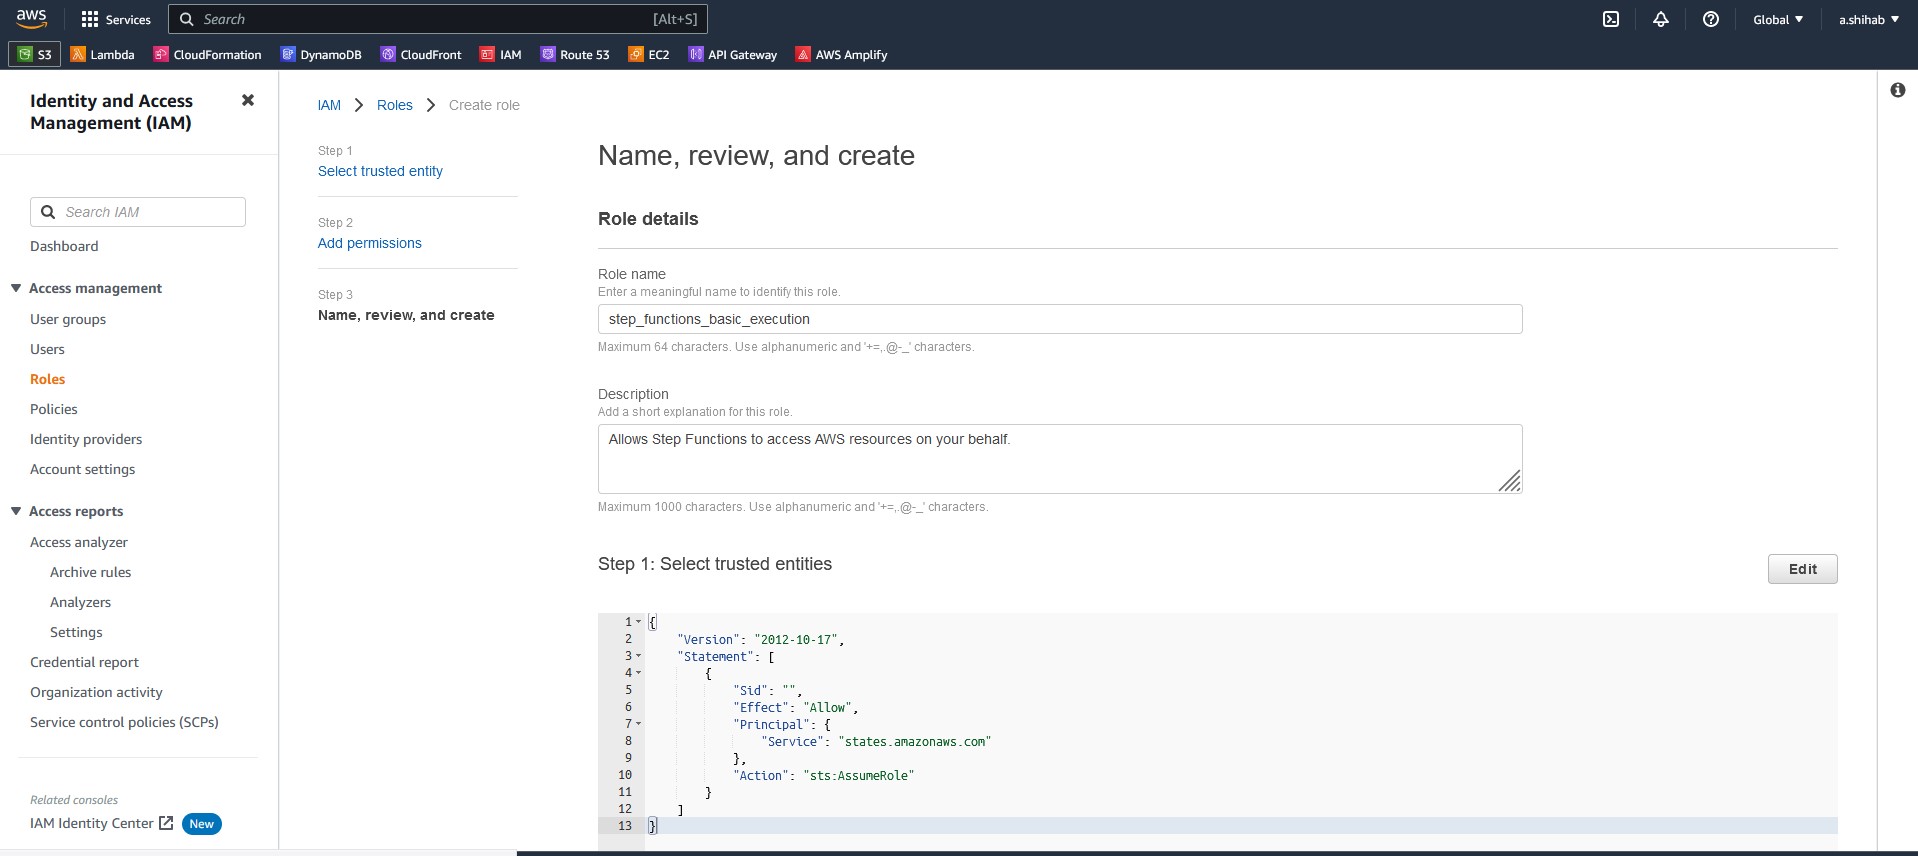 aws
Services
Search
[Alt+S]
Global ▼
a.shihab ▼
S3
Lambda
CloudFormation
DynamoDB
CloudFront
IAM
Route 53
EC2
API Gateway
AWS Amplify
Identity and Access
Management (IAM)
Search IAM
Dashboard
Access management
User groups
Users
Roles
Policies
Identity providers
Account settings
Access reports
Access analyzer
Archive rules
Analyzers
Settings
Credential report
Organization activity
Service control policies (SCPs)
Related consoles
IAM Identity Center
New
IAM > Roles > Create role
Step 1
Select trusted entity
Step 2
Add permissions
Step 3
Name, review, and create
Name, review, and create
Role details
Role name
Enter a meaningful name to identify this role.
step_functions_basic_execution
Maximum 64 characters. Use alphanumeric and '+=,.@-_' characters.
Description
Add a short explanation for this role.
Allows Step Functions to access AWS resources on your behalf.
Maximum 1000 characters. Use alphanumeric and '+=,.@-_' characters.
Step 1: Select trusted entities
Edit
1 {
2 "Version": "2012-10-17",
3 "Statement": [
4 {
5 "Sid": "",
6 "Effect": "Allow",
7 "Principal": {
8 "Service": "states.amazonaws.com"
9 },
10 "Action": "sts:AssumeRole"
11 }
12 ]
13 }